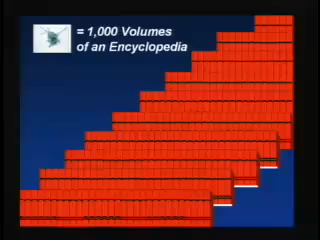 = 1,000 Volumes
of an Encyclopedia